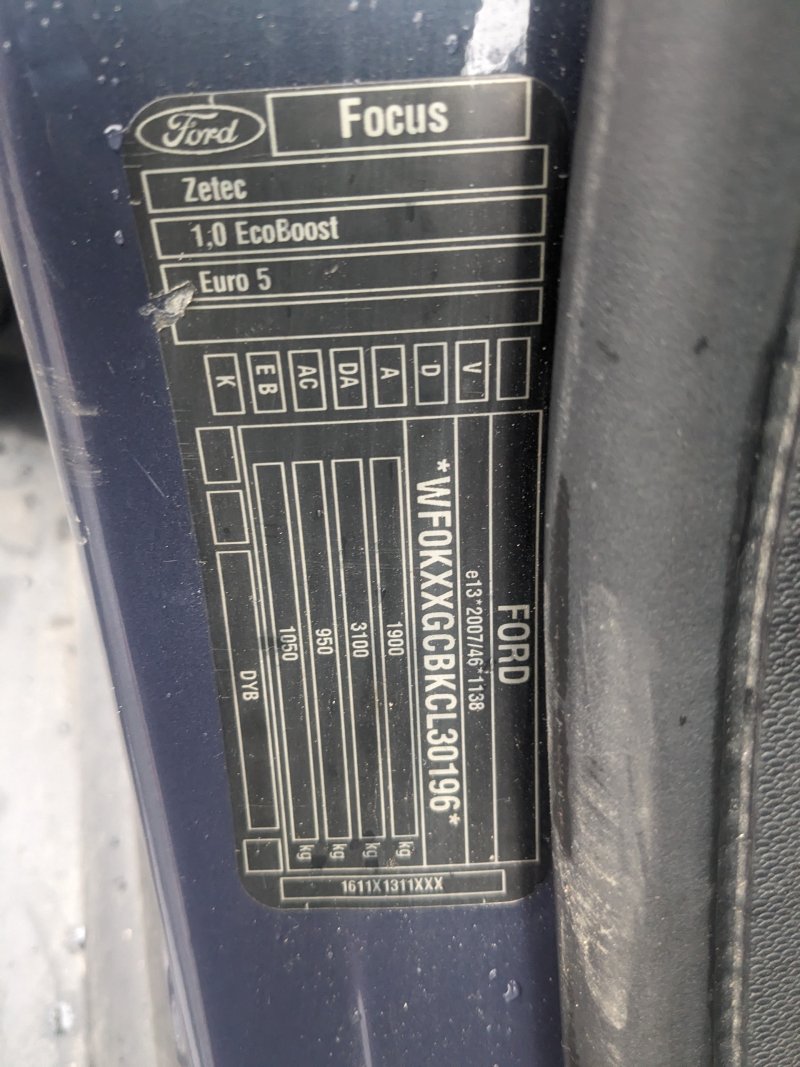 Ford
Focus
Zetec
1,0 EcoBoost
Euro 5
V
D
A
DA
AC
EB
K
FORD
e13*2007/46*1138
*WF0KXXGCBKCL30196*
1900 kg
3100 kg
950 kg
1050 kg
DYB
1611X1311XXX